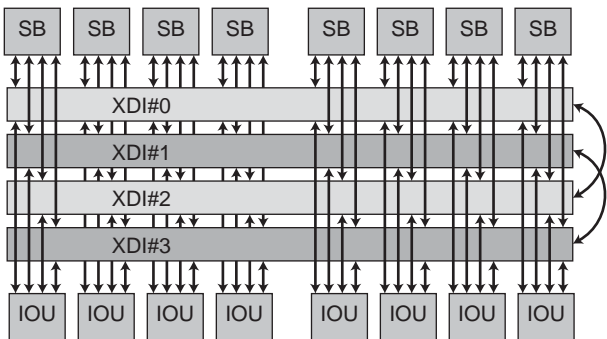 SB SB SB SB SB SB SB SB
XDI#0
XDI#1
XDI#2
XDI#3
IOU IOU IOU IOU IOU IOU IOU IOU